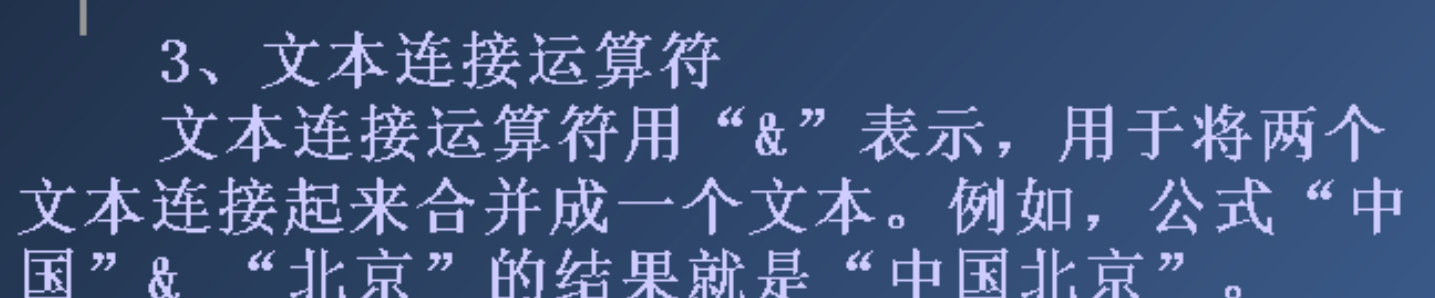 3、文本连接运算符
文本连接运算符用“&”表示，用于将两个
文本连接起来合并成一个文本。例如，公式“中
国”& “北京”的结果就是“中国北京”。